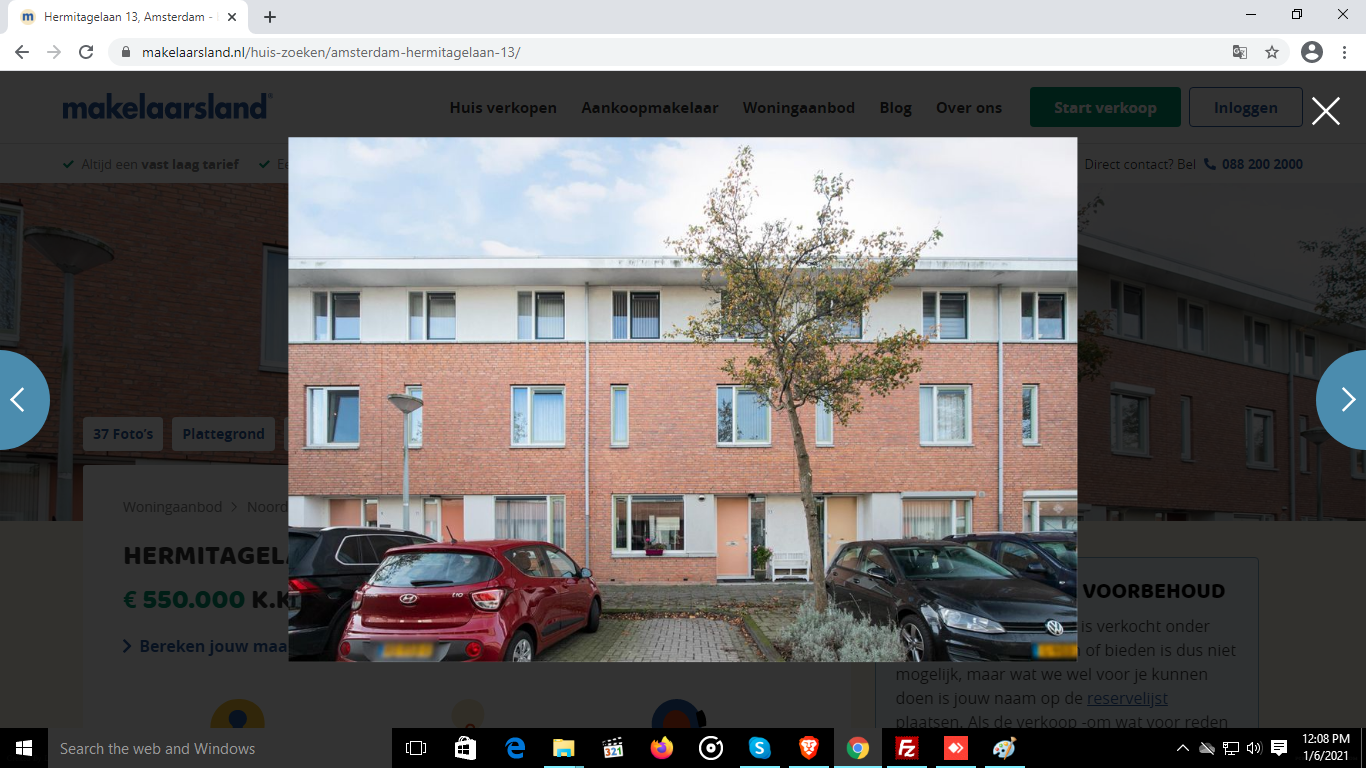 Hermitagelaan 13, Amsterdam -
makelaarsland.nl/huis-zoeken/amsterdam-hermitagelaan-13/
makelaarsland
Huis verkopen Aankoopmakelaar Woningaanbod Blog Over ons Start verkoop Inloggen
Altijd een vast laag tarief Direct contact? Bel 088 200 2000
37 Foto's Plattegrond
Woningaanbod > Noord
HERMITAGEL
VOORBEHOUD
€ 550.000 K.K
is verkocht onder
Bereken jouw maa
of bieden is dus niet
mogelijk, maar wat we wel voor je kunnen
doen is jouw naam op de reservelijst
plaatsen. Als de verkoop -om wat voor reden
i10
Search the web and Windows
321
12:08 PM
1/6/2021